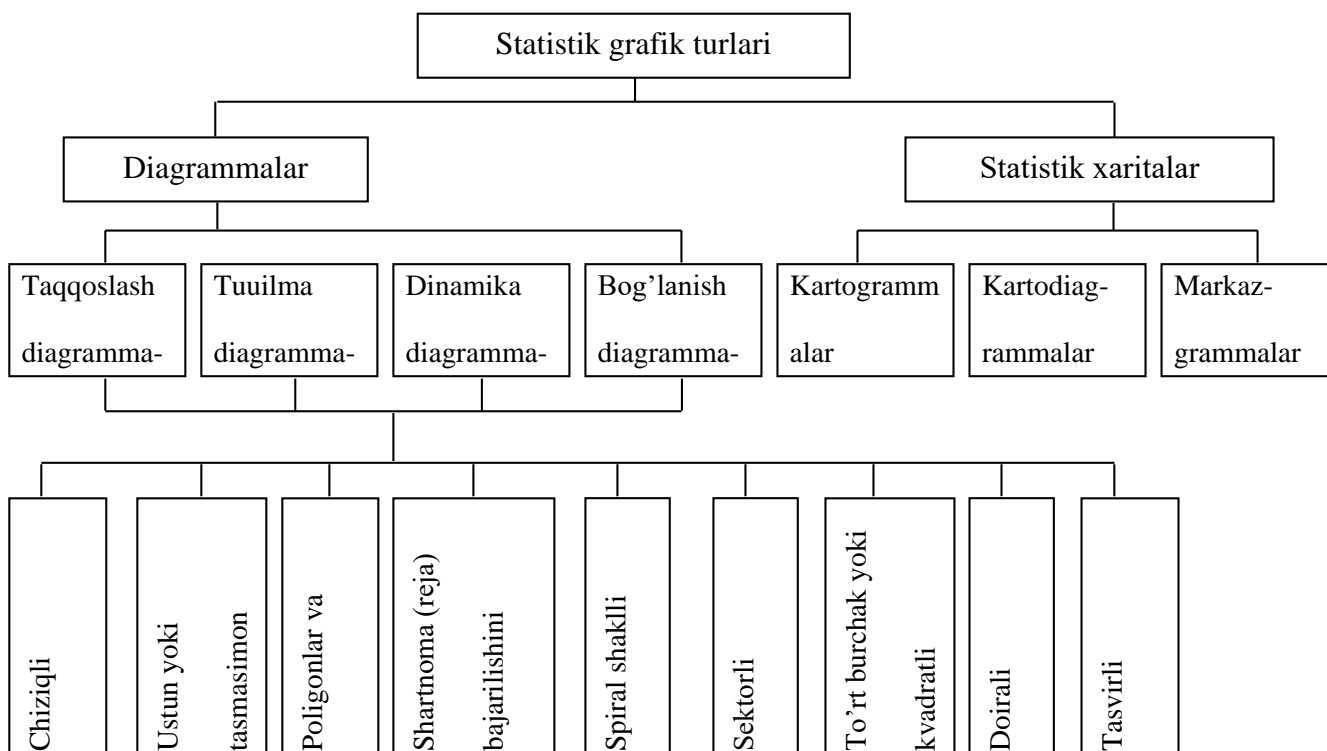 Statistik grafik turlari
Diagrammalar
Statistik xaritalar
Taqqoslash
diagramma-
Tuuilma
diagramma-
Dinamika
diagramma-
Bog’lanish
diagramma-
Kartogramm
alar
Kartodiag-
rammalar
Markaz-
grammalar
Chiziqli
Ustun yoki
tasmasimon
Poligonlar va
Shartnoma (reja)
bajarilishini
Spiral shaklli
Sektorli
To’rt burchak yoki
kvadratli
Doirali
Tasvirli